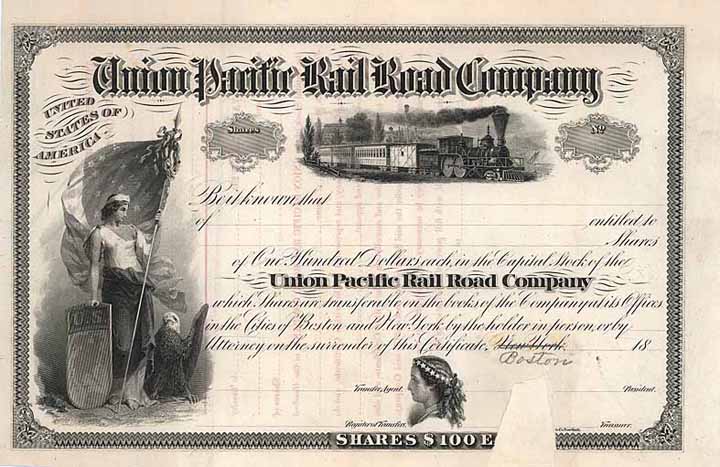 Union Pacific Rail Road Company
UNITED
STATES OF
AMERICA
Shares
No
Be it known, that
of entitled to
Shares
of One Hundred Dollars each, in the Capital Stock of the
Union Pacific Rail Road Company
which Shares are transferable on the books of the Company at its Offices
in the Cities of Boston and New York by the holder in person, or by
Attorney on the surrender of this Certificate. New York 18
Boston
Transfer Agent. President.
Register of Transfer. Treasurer.
SHARES $100 E